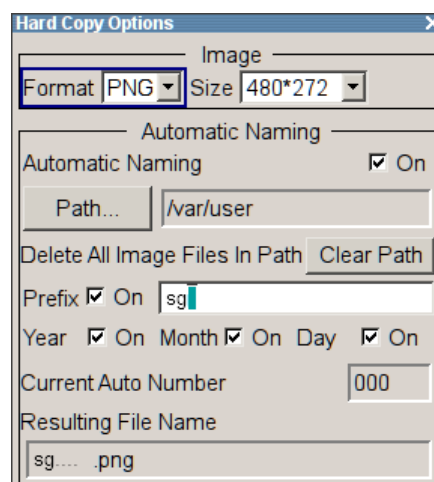 Hard Copy Options
Image
Format PNG Size 480*272
Automatic Naming
Automatic Naming On
Path... /var/user
Delete All Image Files In Path Clear Path
Prefix On sg
Year On Month On Day On
Current Auto Number 000
Resulting File Name
sg.... .png